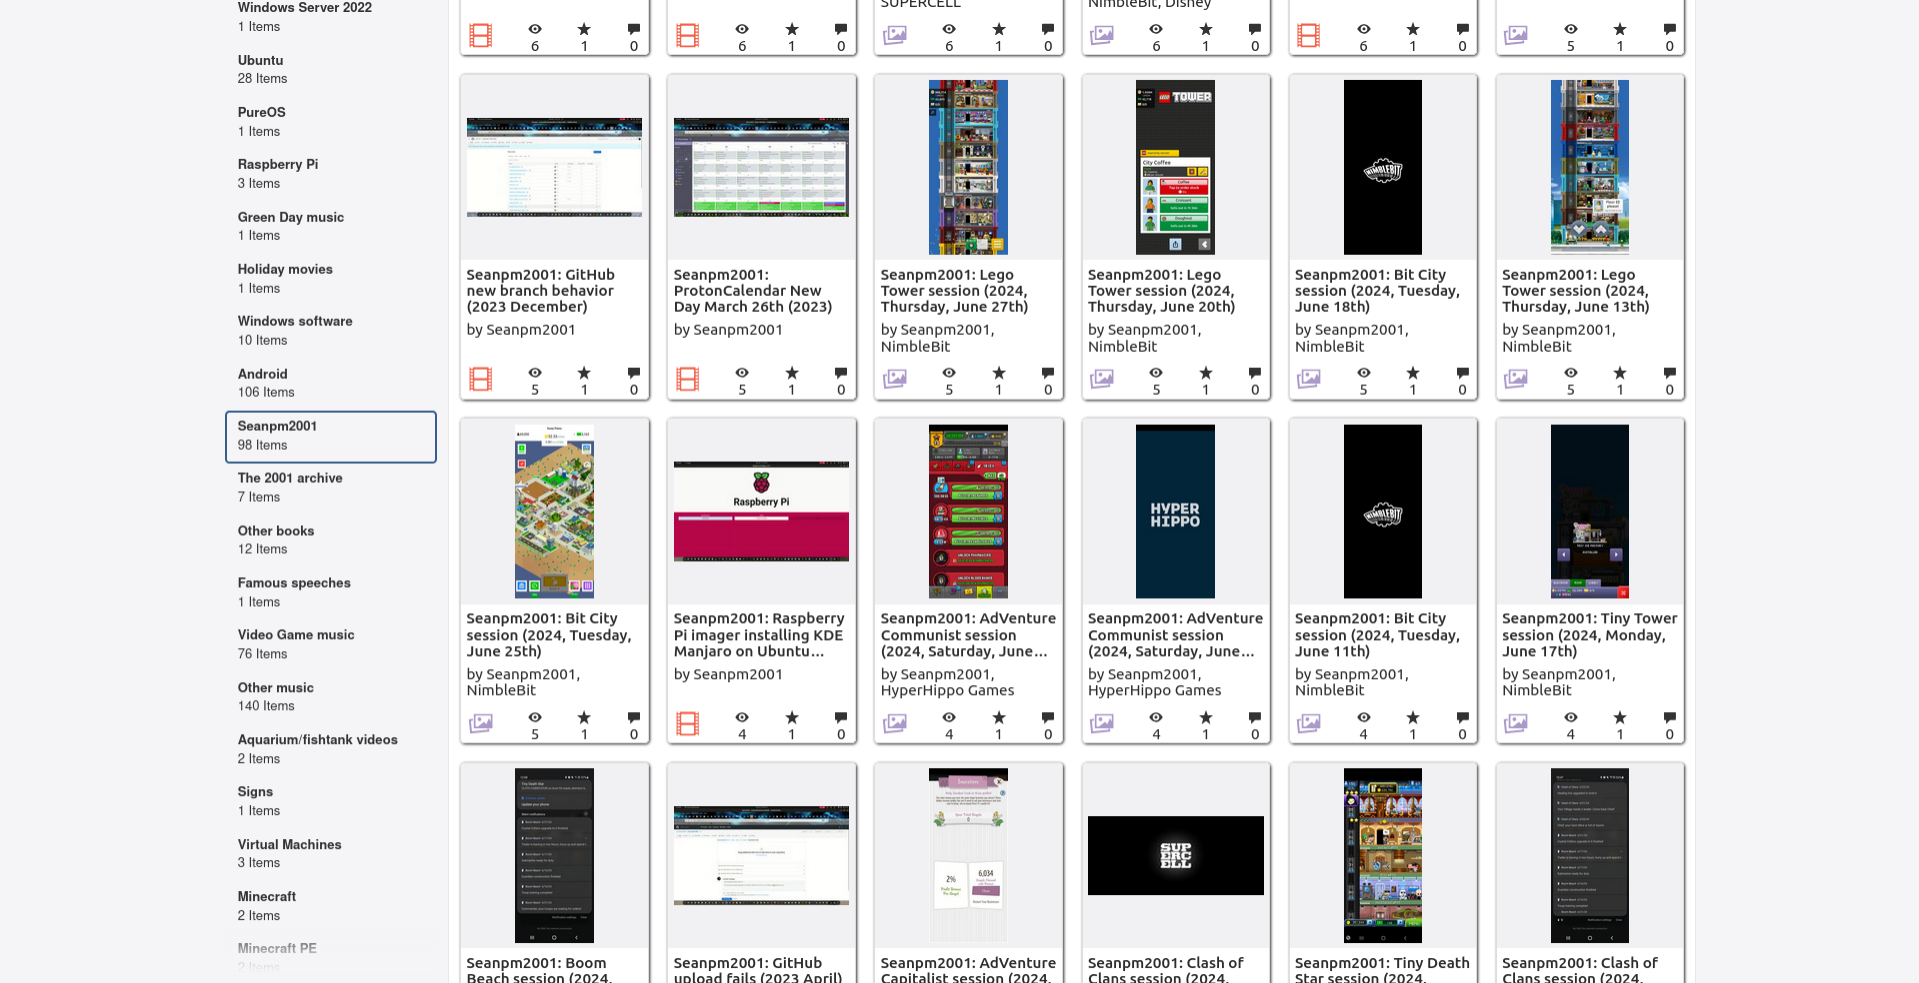 Windows Server 2022
1 Items
Ubuntu
28 Items
PureOS
1 Items
Raspberry Pi
3 Items
Green Day music
1 Items
Holiday movies
1 Items
Windows software
10 Items
Android
106 Items
Seanpm2001
98 Items
The 2001 archive
7 Items
Other books
12 Items
Famous speeches
1 Items
Video Game music
76 Items
Other music
140 Items
Aquarium/fishtank videos
2 Items
Signs
1 Items
Virtual Machines
3 Items
Minecraft
2 Items
Minecraft PE
2 Items
SUPERCELL
NimbleBit, Disney
6 1 0
6 1 0
6 1 0
6 1 0
6 1 0
5 1 0
LEGO TOWER
City Coffee
Coffee
Croissant
Doughnut
NIMBLEBIT
Seanpm2001: GitHub
new branch behavior
(2023 December)
by Seanpm2001
5 1 0
Seanpm2001:
ProtonCalendar New
Day March 26th (2023)
by Seanpm2001
5 1 0
Seanpm2001: Lego
Tower session (2024,
Thursday, June 27th)
by Seanpm2001,
NimbleBit
5 1 0
Seanpm2001: Lego
Tower session (2024,
Thursday, June 20th)
by Seanpm2001,
NimbleBit
5 1 0
Seanpm2001: Bit City
session (2024, Tuesday,
June 18th)
by Seanpm2001,
NimbleBit
5 1 0
Seanpm2001: Lego
Tower session (2024,
Thursday, June 13th)
by Seanpm2001,
NimbleBit
5 1 0
Raspberry Pi
HYPER
HIPPO
NIMBLEBIT
Seanpm2001: Bit City
session (2024, Tuesday,
June 25th)
by Seanpm2001,
NimbleBit
5 1 0
Seanpm2001: Raspberry
Pi imager installing KDE
Manjaro on Ubuntu...
by Seanpm2001
4 1 0
Seanpm2001: AdVenture
Communist session
(2024, Saturday, June...
by Seanpm2001,
HyperHippo Games
4 1 0
Seanpm2001: AdVenture
Communist session
(2024, Saturday, June...
by Seanpm2001,
HyperHippo Games
4 1 0
Seanpm2001: Bit City
session (2024, Tuesday,
June 11th)
by Seanpm2001,
NimbleBit
4 1 0
Seanpm2001: Tiny Tower
session (2024, Monday,
June 17th)
by Seanpm2001,
NimbleBit
4 1 0
2%
6,034
SUP
ERC
ELL
Seanpm2001: Boom
Beach session (2024,
Seanpm2001: GitHub
upload fails (2023 April)
Seanpm2001: AdVenture
Capitalist session (2024,
Seanpm2001: Clash of
Clans session (2024,
Seanpm2001: Tiny Death
Star session (2024,
Seanpm2001: Clash of
Clans session (2024,